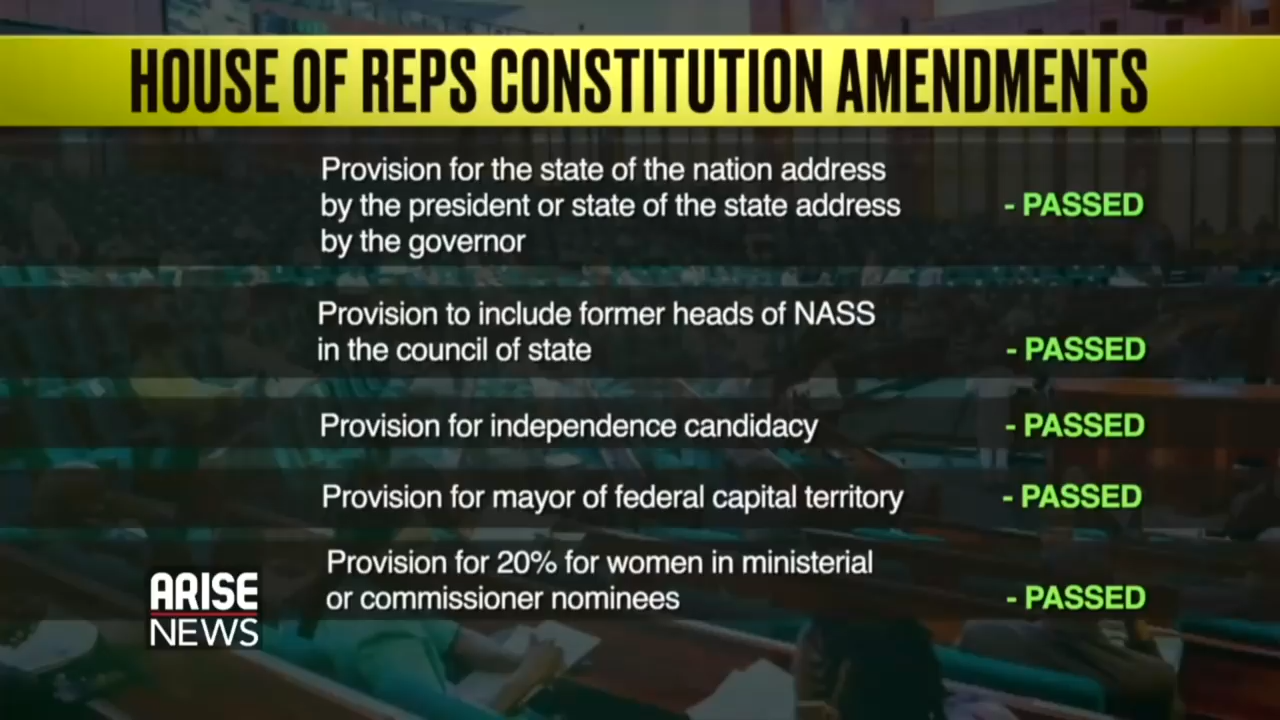 HOUSE OF REPS CONSTITUTION AMENDMENTS
Provision for the state of the nation address
by the president or state of the state address
by the governor
- PASSED
Provision to include former heads of NASS
in the council of state
- PASSED
Provision for independence candidacy
- PASSED
Provision for mayor of federal capital territory
- PASSED
Provision for 20% for women in ministerial
or commissioner nominees
- PASSED
ARISE
NEWS